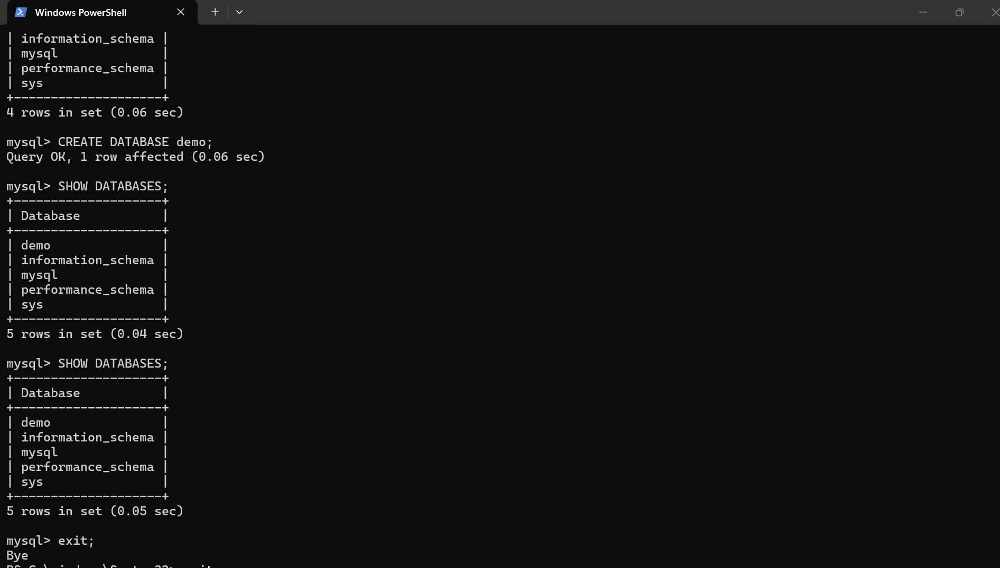 Windows PowerShell
| information_schema |
| mysql              |
| performance_schema |
| sys                |
+--------------------+
4 rows in set (0.06 sec)
mysql> CREATE DATABASE demo;
Query OK, 1 row affected (0.06 sec)
mysql> SHOW DATABASES;
+--------------------+
| Database           |
+--------------------+
| demo               |
| information_schema |
| mysql              |
| performance_schema |
| sys                |
+--------------------+
5 rows in set (0.04 sec)
mysql> SHOW DATABASES;
+--------------------+
| Database           |
+--------------------+
| demo               |
| information_schema |
| mysql              |
| performance_schema |
| sys                |
+--------------------+
5 rows in set (0.05 sec)
mysql> exit;
Bye